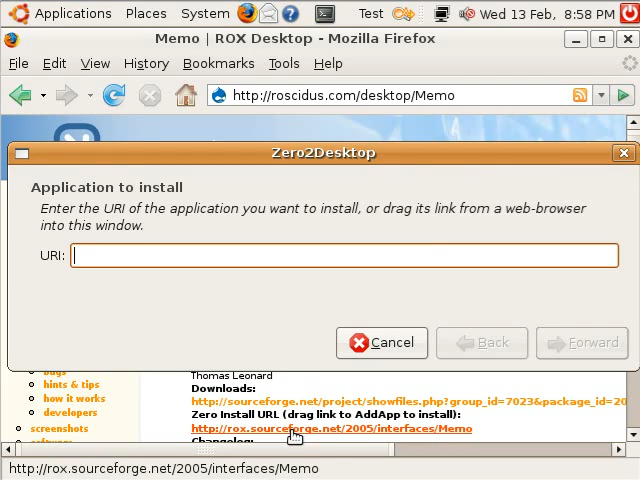 Applications Places System Test Wed 13 Feb, 8:58 PM
Memo | ROX Desktop - Mozilla Firefox
File Edit View History Bookmarks Tools Help
http://roscidus.com/desktop/Memo
Zero2Desktop
Application to install
Enter the URI of the application you want to install, or drag its link from a web-browser
into this window.
URI:
Cancel Back Forward
bugs
hints & tips
how it works
developers
screenshots
Thomas Leonard
Downloads:
http://sourceforge.net/project/showfiles.php?group_id=7023&package_id=20
Zero Install URL (drag link to AddApp to install):
http://rox.sourceforge.net/2005/interfaces/Memo
Changelog:
http://rox.sourceforge.net/2005/interfaces/Memo